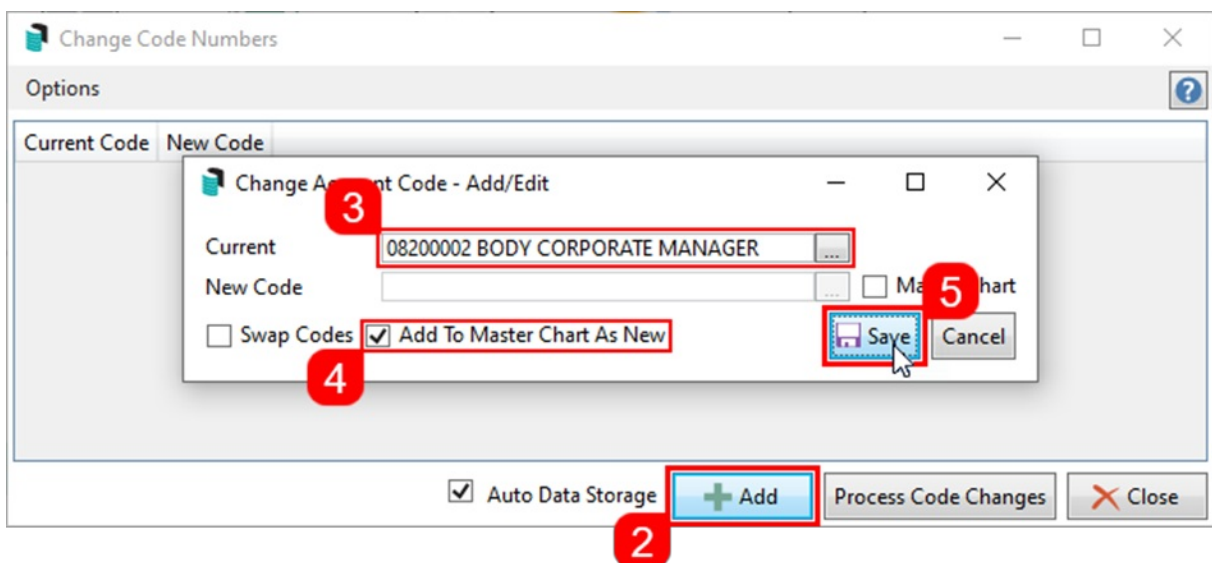 Change Code Numbers
Options
Current Code New Code
Change Account Code - Add/Edit
3
Current 08200002 BODY CORPORATE MANAGER ...
New Code ... Ma hart
5
Swap Codes Add To Master Chart As New Save Cancel
4
Auto Data Storage Add Process Code Changes Close
2